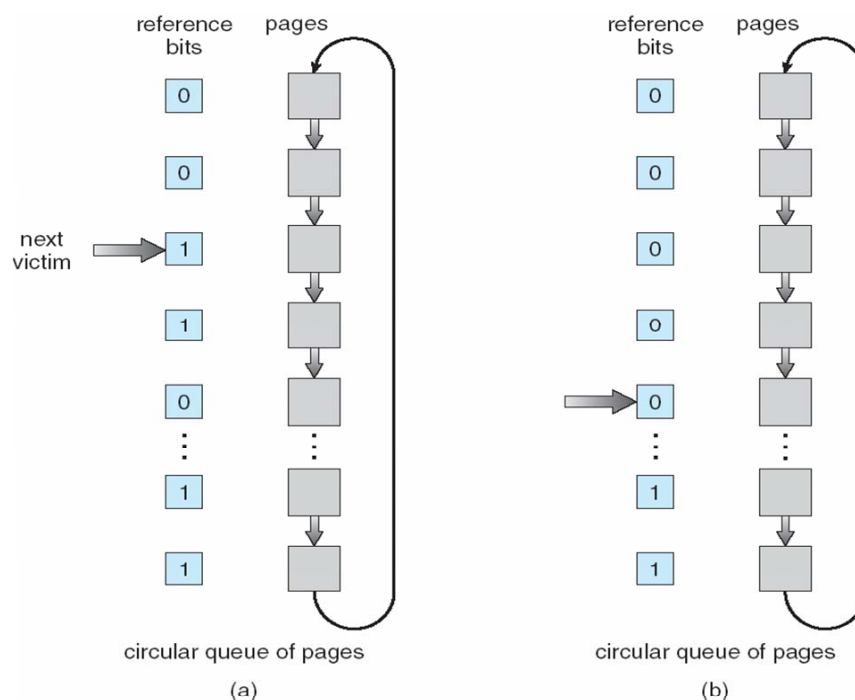 reference pages
bits
0
0
next
victim
1
1
0
1
1
circular queue of pages
(a)
reference pages
bits
0
0
0
0
0
1
1
circular queue of pages
(b)